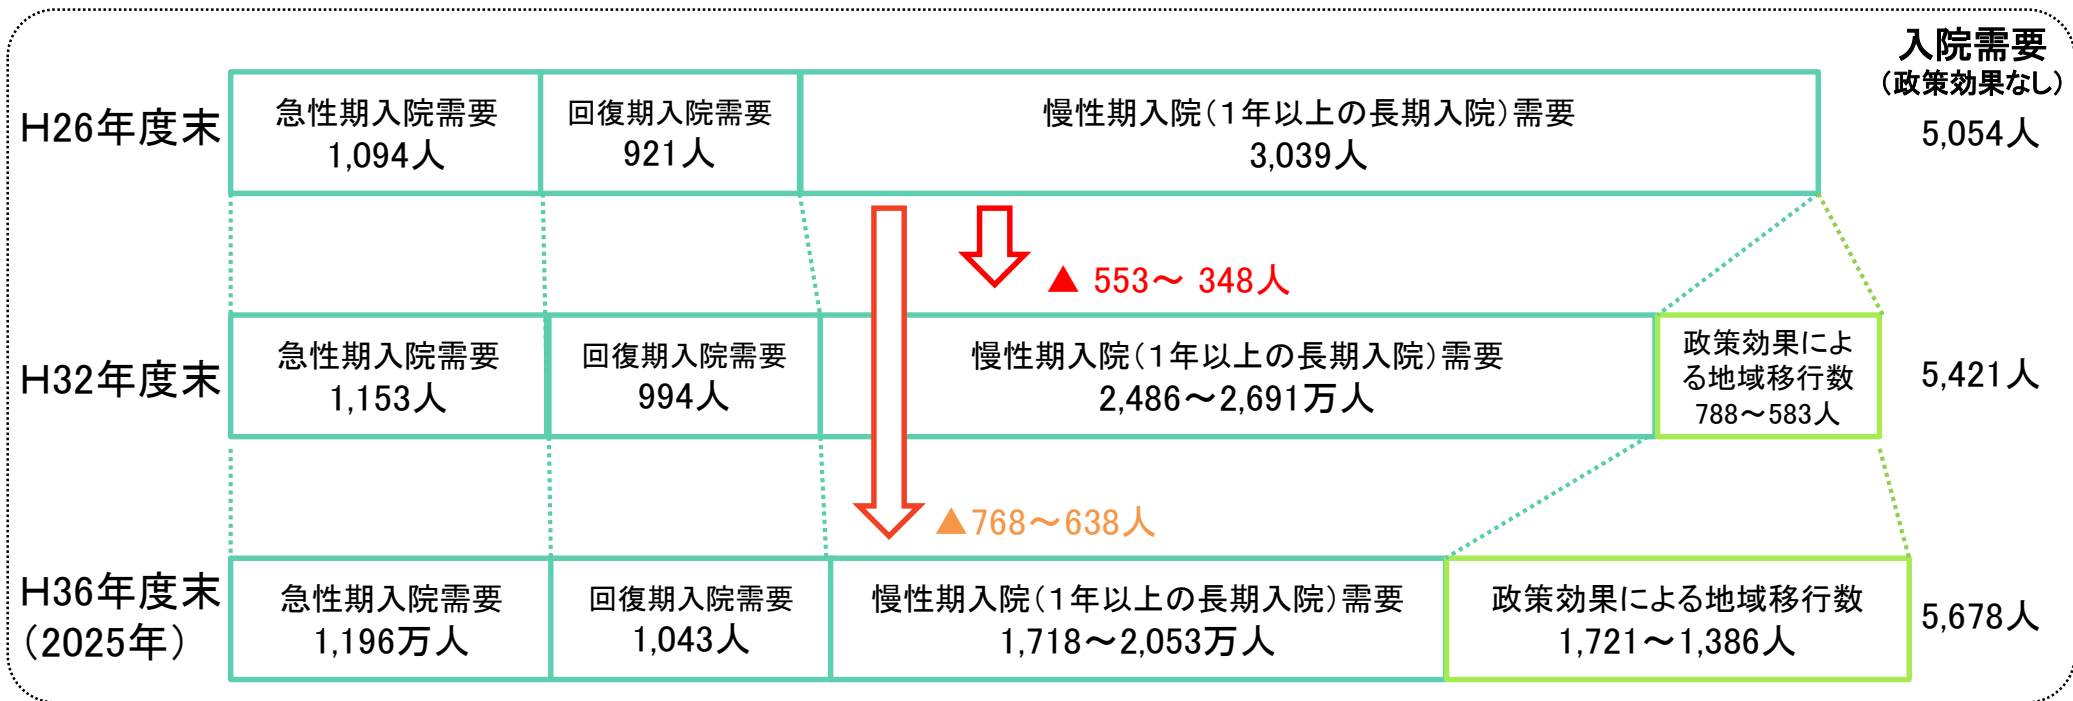 入院需要
（政策効果なし）
H26年度末
急性期入院需要
1,094人
回復期入院需要
921人
慢性期入院（１年以上の長期入院）需要
3,039人
5,054人
▲ 553～ 348人
H32年度末
急性期入院需要
1,153人
回復期入院需要
994人
慢性期入院（１年以上の長期入院）需要
2,486～2,691万人
政策効果によ
る地域移行数
788～583人
5,421人
▲768～638人
H36年度末
（2025年）
急性期入院需要
1,196万人
回復期入院需要
1,043人
慢性期入院（１年以上の長期入院）需要
1,718～2,053万人
政策効果による地域移行数
1,721～1,386人
5,678人